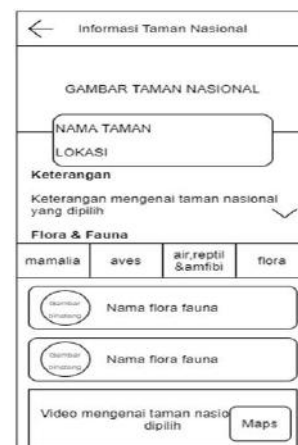 Informasi Taman Nasional
GAMBAR TAMAN NASIONAL
NAMA TAMAN
LOKASI
Keterangan
Keterangan mengenai taman nasional
yang dipilih
Flora & Fauna
mamalia
aves
air,reptil
&amfibi
flora
Gambar
binatang
Nama flora fauna
Gambar
binatang
Nama flora fauna
Video mengenai taman nasio
dipilih
Maps